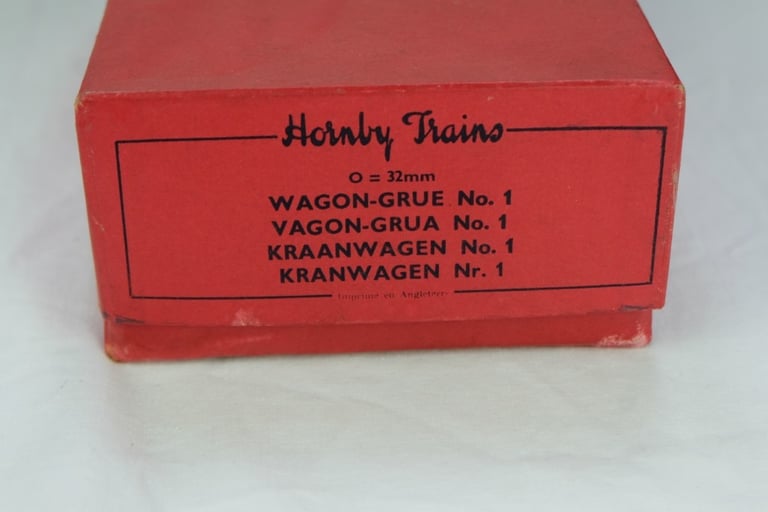 Hornby Trains
O = 32mm
WAGON-GRUE No. 1
VAGON-GRUA No. 1
KRAANWAGEN No. 1
KRANWAGEN Nr. 1
Imprimé en Angleterre